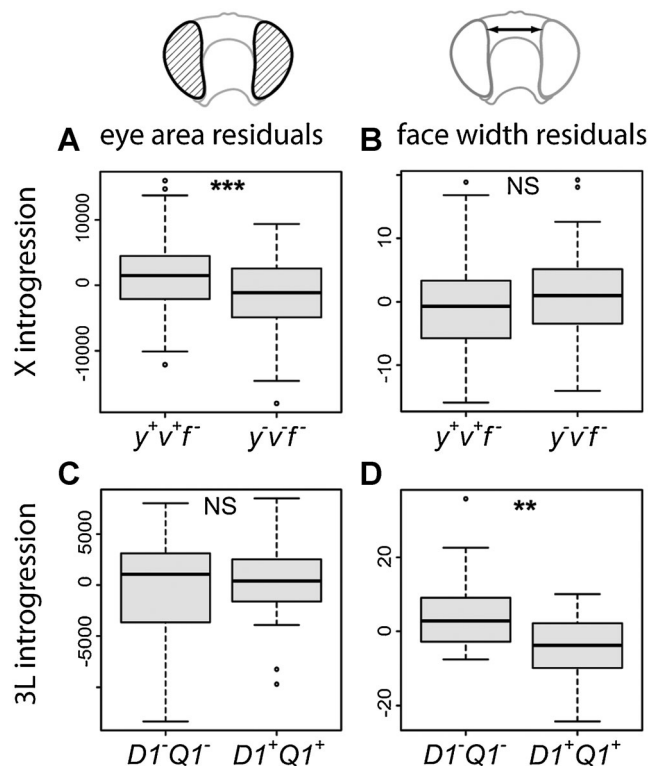 A eye area residuals
B face width residuals
X introgression
***
10000
0
-10000
y⁺v⁺f⁻
y⁻v⁻f⁻
NS
10
0
-10
y⁺v⁺f⁻
y⁻v⁻f⁻
3L introgression
C
NS
5000
0
-5000
D1⁻Q1⁻
D1⁺Q1⁺
D
**
20
0
-20
D1⁻Q1⁻
D1⁺Q1⁺